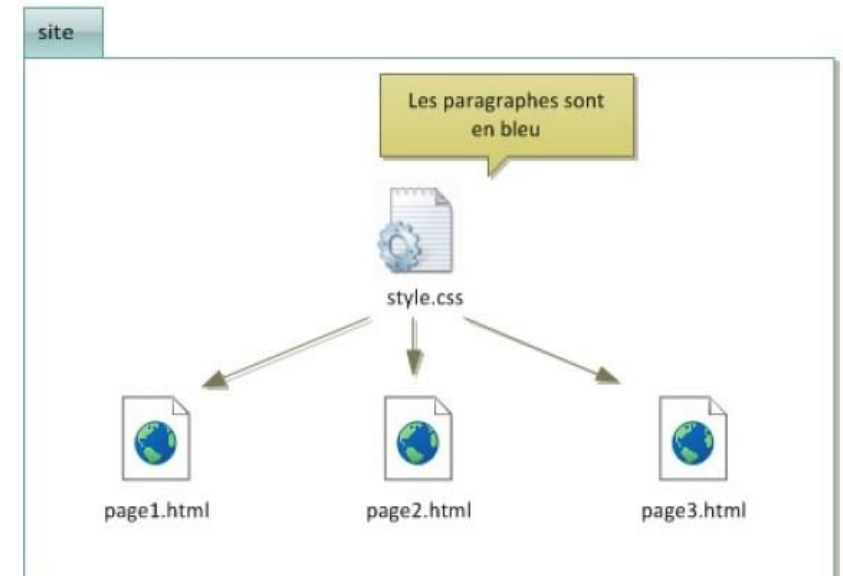 site
Les paragraphes sont
en bleu
style.css
page1.html
page2.html
page3.html